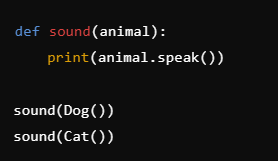 def sound(animal):
    print(animal.speak())

sound(Dog())
sound(Cat())